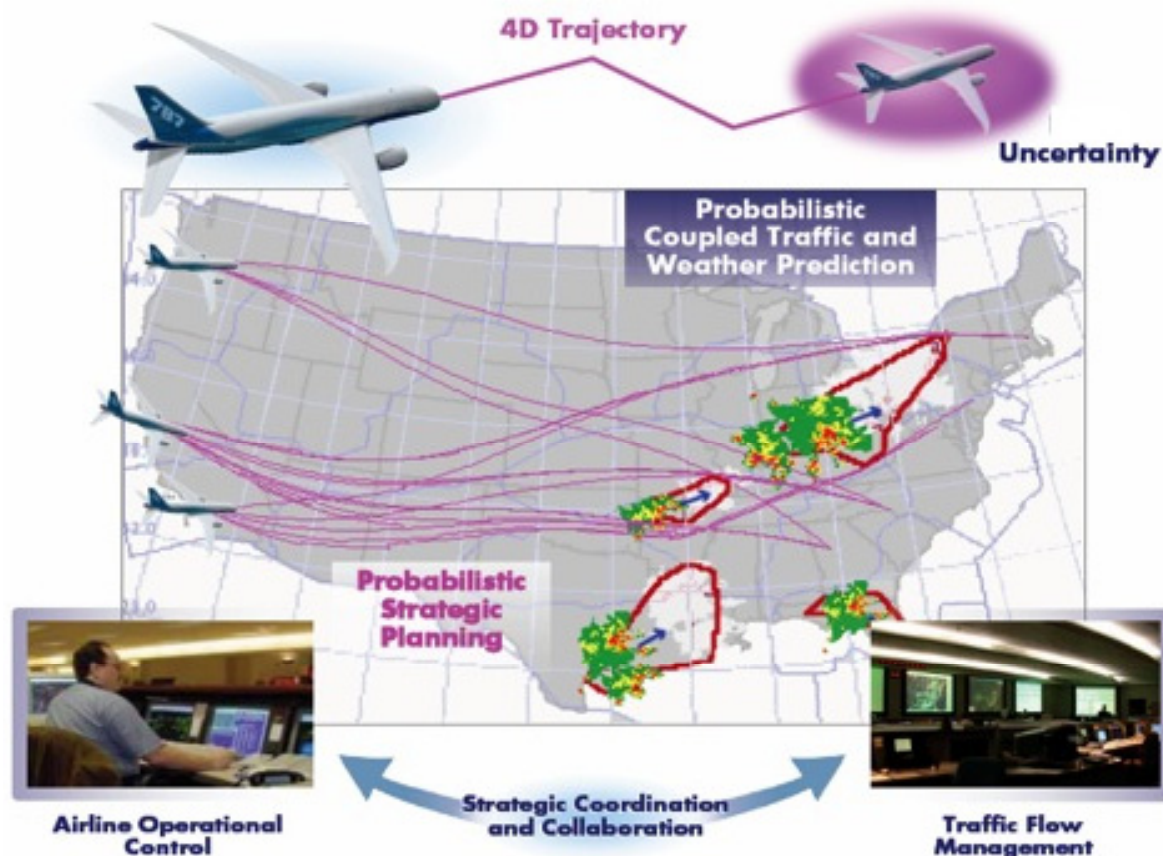 4D Trajectory
787
Uncertainty
Probabilistic
Coupled Traffic and
Weather Prediction
Probabilistic
Strategic
Planning
Strategic Coordination
and Collaboration
Airline Operational
Control
Traffic Flow
Management